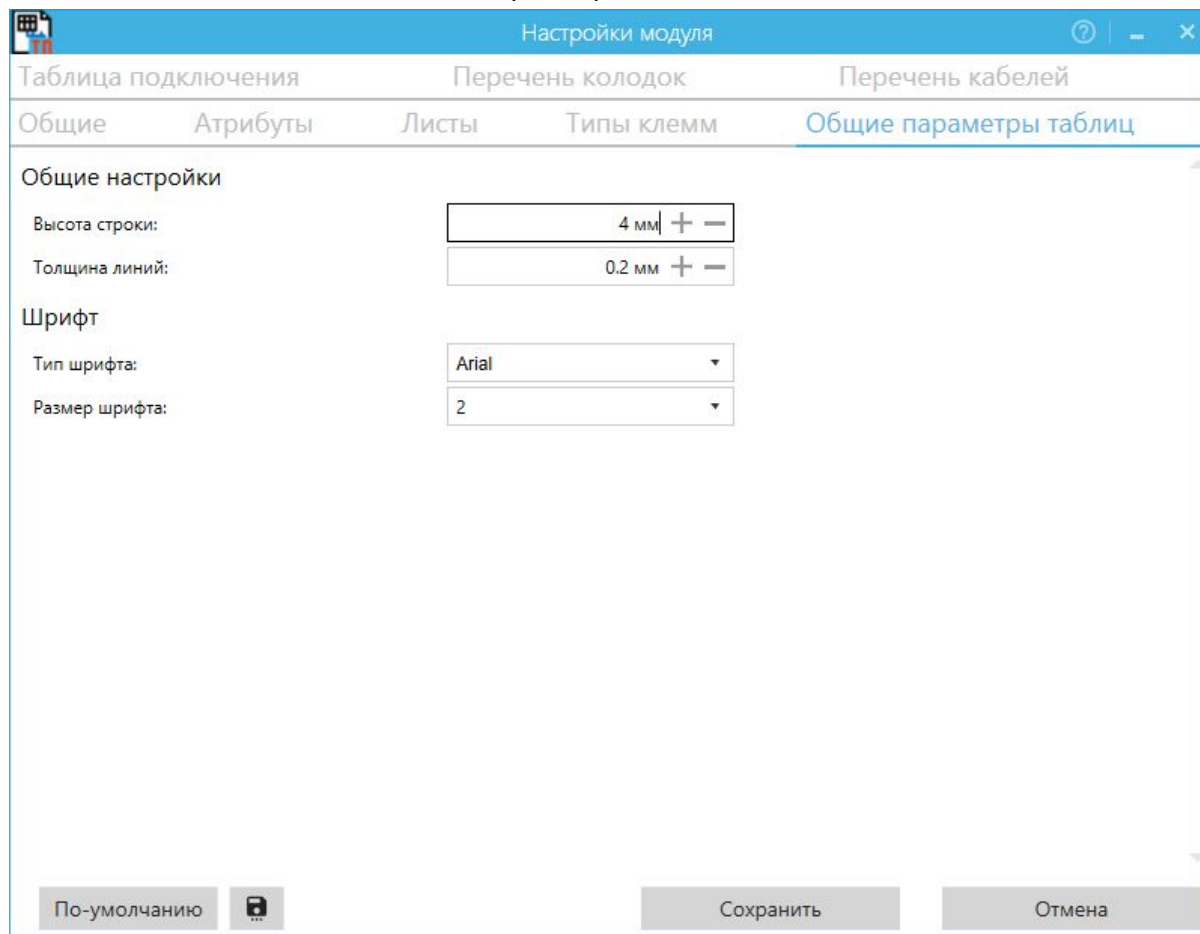 ТП
Настройки модуля
Таблица подключения Перечень колодок Перечень кабелей
Общие Атрибуты Листы Типы клемм Общие параметры таблиц
Общие настройки
Высота строки: 4 мм
Толщина линий: 0.2 мм
Шрифт
Тип шрифта: Arial
Размер шрифта: 2
По-умолчанию Сохранить Отмена